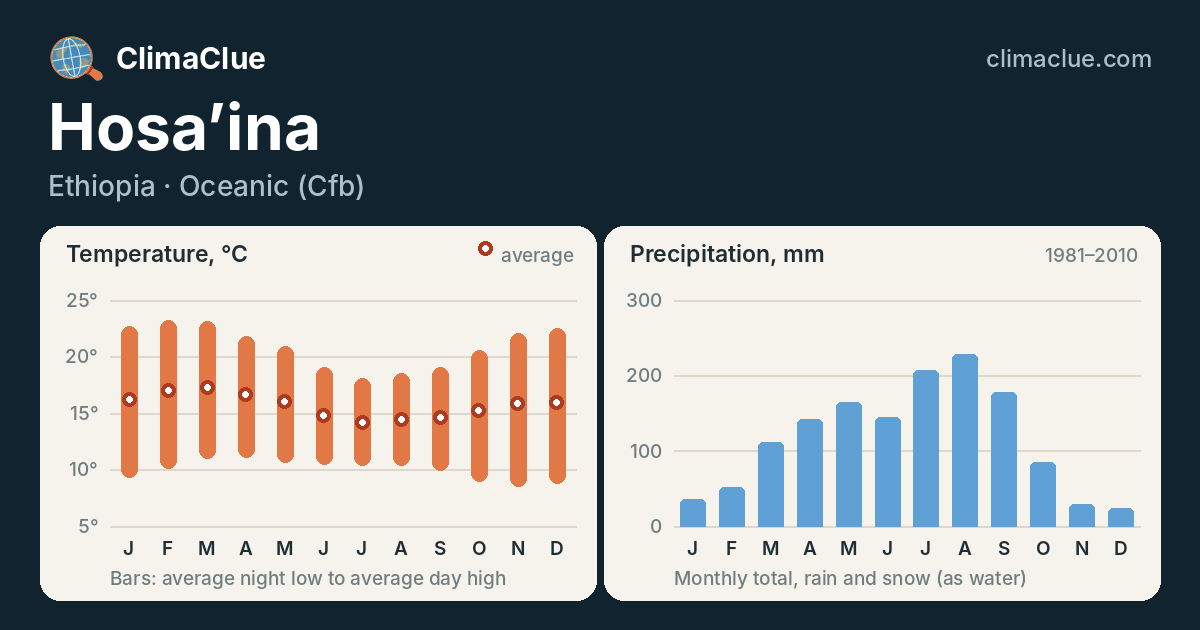 ClimaClue
climaclue.com
Hosa’ina
Ethiopia · Oceanic (Cfb)
Temperature, °C
average
25°
20°
15°
10°
5°
J F M A M J J A S O N D
Bars: average night low to average day high
Precipitation, mm
1981–2010
300
200
100
0
J F M A M J J A S O N D
Monthly total, rain and snow (as water)